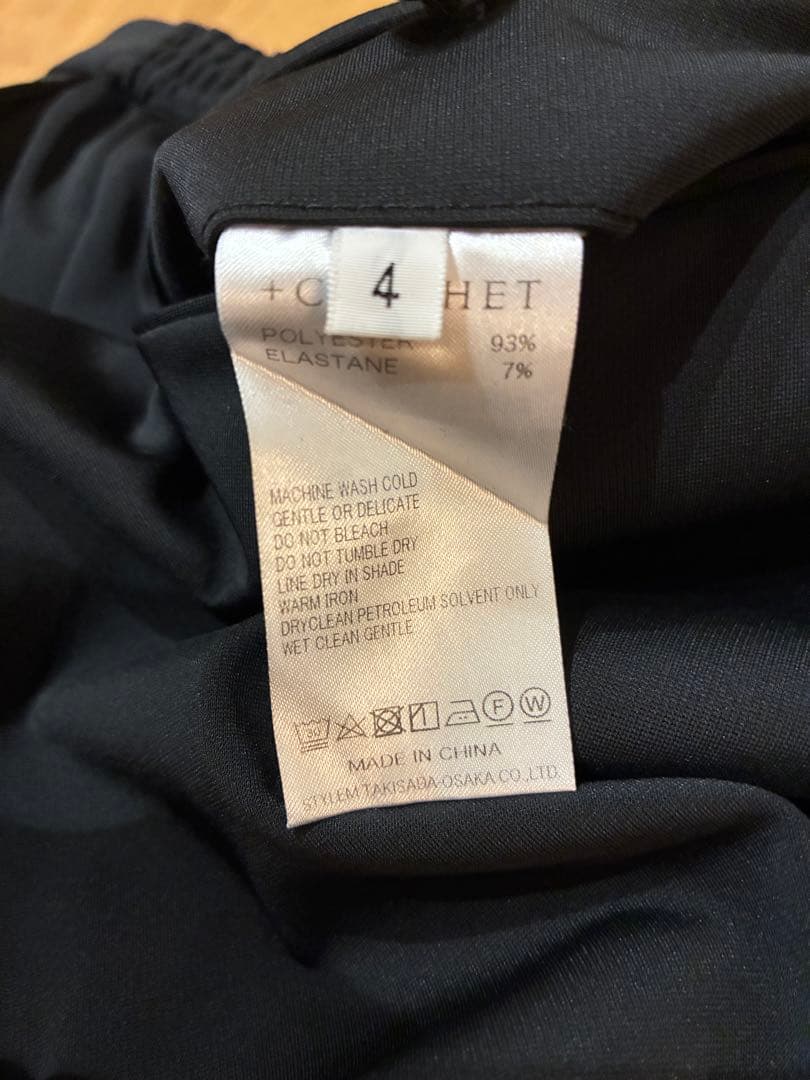 4
+C HET
POLYESTER 93%
ELASTANE 7%
MACHINE WASH COLD
GENTLE OR DELICATE
DO NOT BLEACH
DO NOT TUMBLE DRY
LINE DRY IN SHADE
WARM IRON
DRYCLEAN PETROLEUM SOLVENT ONLY
WET CLEAN GENTLE
30 F W
MADE IN CHINA
STYLEM TAKISADA-OSAKA CO.,LTD.